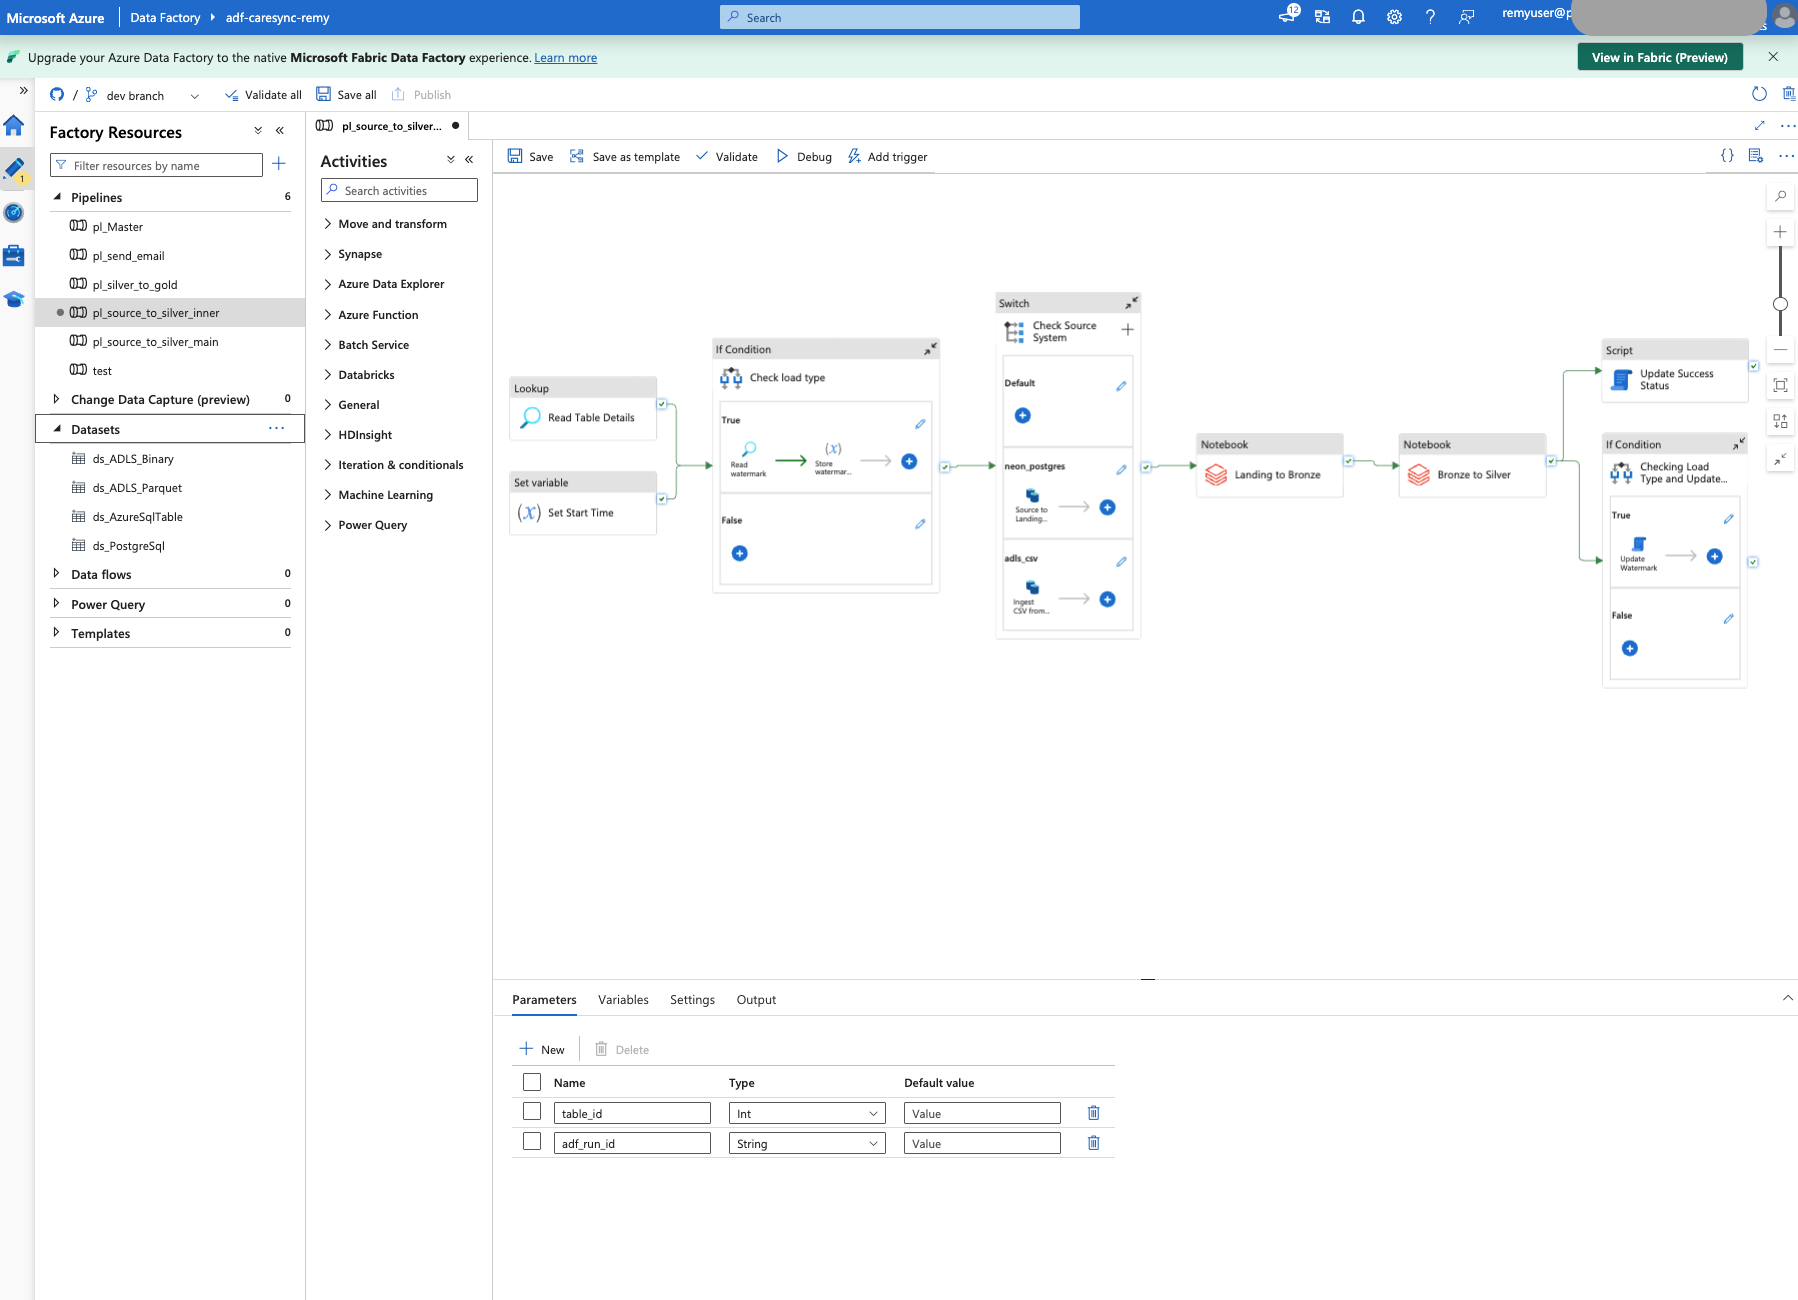 Microsoft Azure
Data Factory
adf-caresync-remy
Search
12
remyuser@p
Upgrade your Azure Data Factory to the native Microsoft Fabric Data Factory experience. Learn more
View in Fabric (Preview)
/ dev branch
Validate all
Save all
Publish
Factory Resources
Filter resources by name
1
Pipelines 6
pl_Master
pl_send_email
pl_silver_to_gold
pl_source_to_silver_inner
pl_source_to_silver_main
test
Change Data Capture (preview) 0
Datasets
ds_ADLS_Binary
ds_ADLS_Parquet
ds_AzureSqlTable
ds_PostgreSql
Data flows 0
Power Query 0
Templates 0
pl_source_to_silver...
Activities
Search activities
Move and transform
Synapse
Azure Data Explorer
Azure Function
Batch Service
Databricks
General
HDInsight
Iteration & conditionals
Machine Learning
Power Query
Save
Save as template
Validate
Debug
Add trigger
{}
Lookup
Read Table Details
Set variable
(x) Set Start Time
If Condition
Check load type
True
Read
watermark
(x)
Store
watermar...
False
Switch
Check Source
System
Default
neon_postgres
Source to
Landing...
adls_csv
Ingest
CSV from...
Notebook
Landing to Bronze
Notebook
Bronze to Silver
Script
Update Success
Status
If Condition
Checking Load
Type and Update...
True
Update
Watermark
False
Parameters
Variables
Settings
Output
New
Delete
Name Type Default value
table_id Int Value
adf_run_id String Value